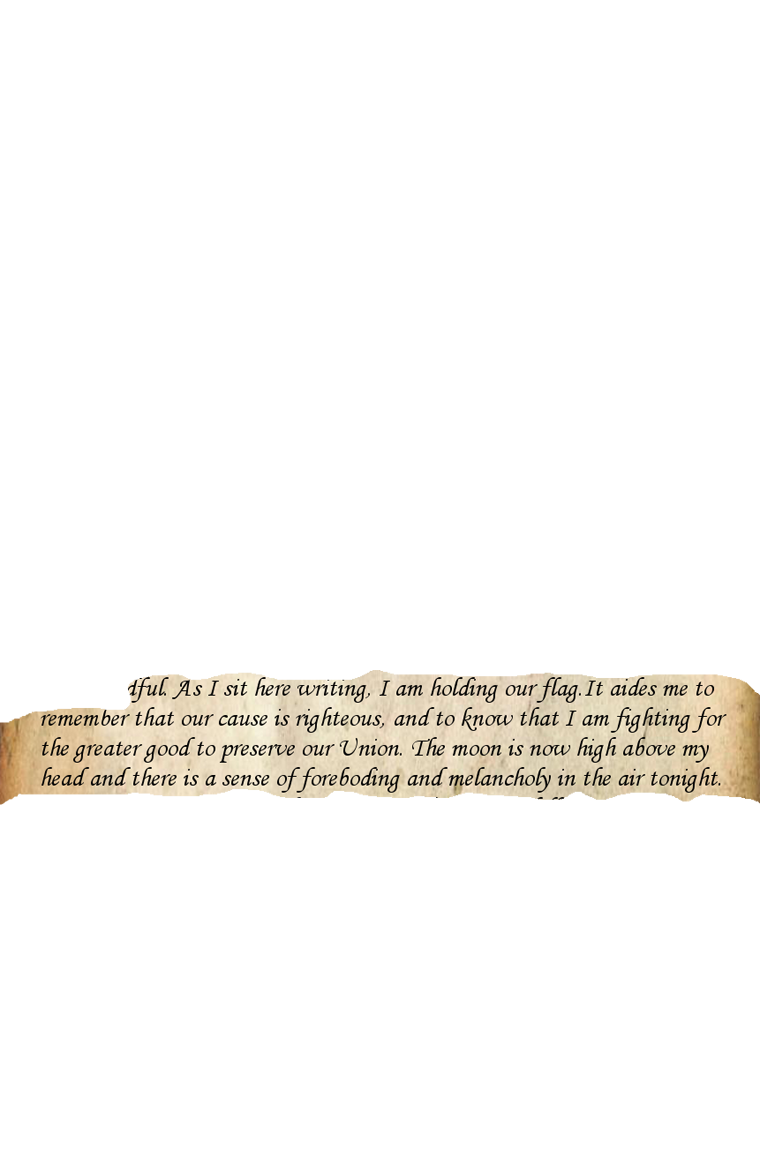 As I sit here writing, I am holding our flag.It aides me to
remember that our cause is righteous, and to know that I am fighting for
the greater good to preserve our Union. The moon is now high above my
head and there is a sense of foreboding and melancholy in the air tonight.